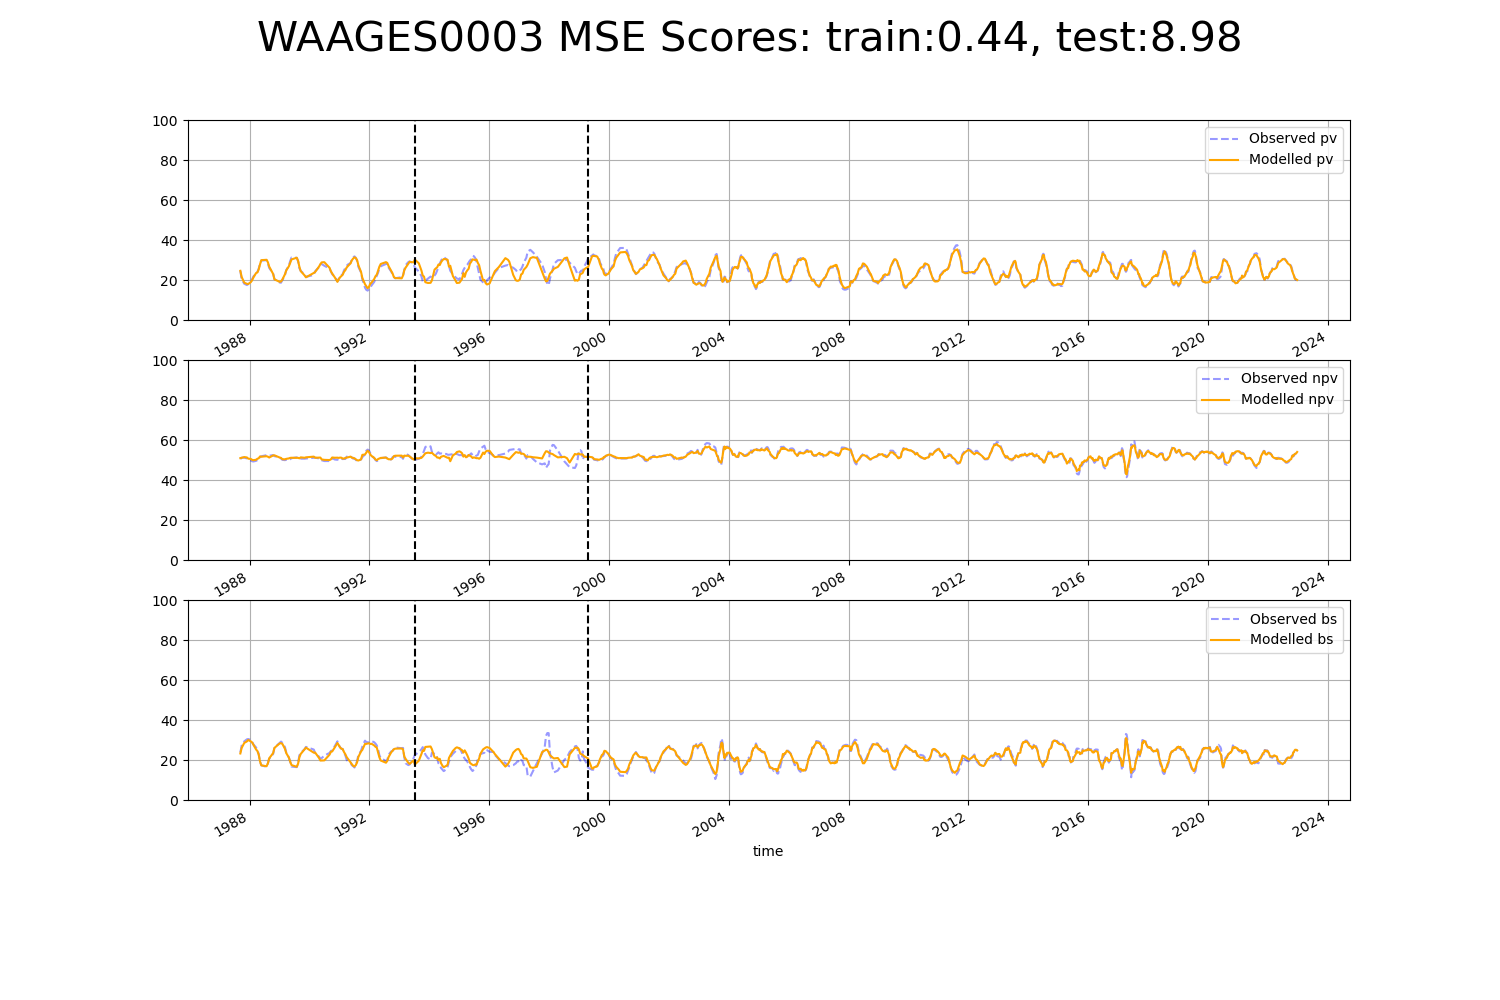 WAAGES0003 MSE Scores: train:0.44, test:8.98
100
80
60
40
20
0
Observed pv
Modelled pv
1988 1992 1996 2000 2004 2008 2012 2016 2020 2024
100
80
60
40
20
0
Observed npv
Modelled npv
1988 1992 1996 2000 2004 2008 2012 2016 2020 2024
100
80
60
40
20
0
Observed bs
Modelled bs
1988 1992 1996 2000 2004 2008 2012 2016 2020 2024
time